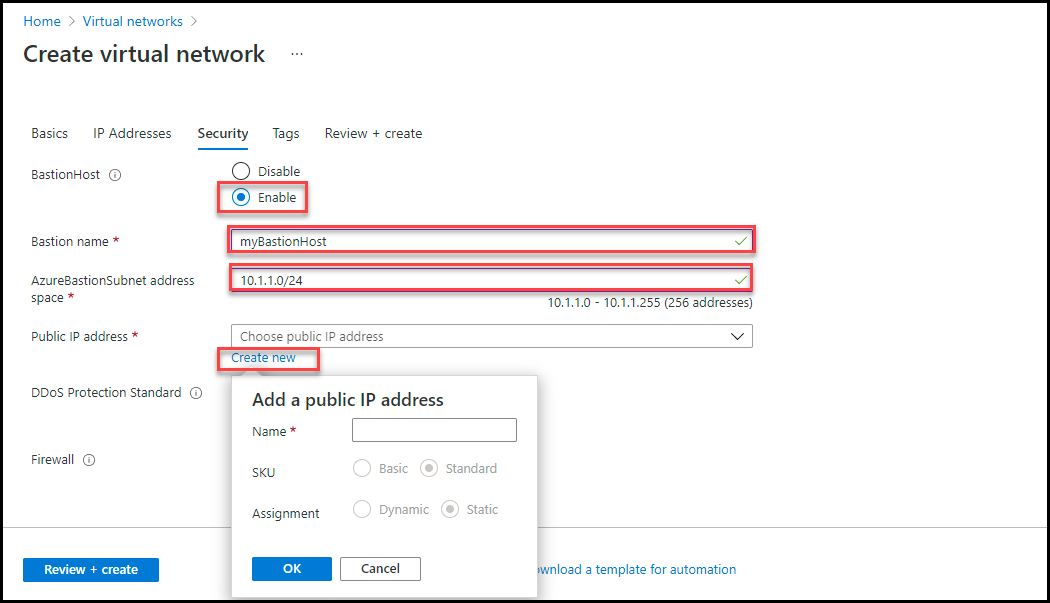 Home > Virtual networks >
Create virtual network ...
Basics IP Addresses Security Tags Review + create
BastionHost
Disable
Enable
Bastion name *
myBastionHost
AzureBastionSubnet address
space *
10.1.1.0/24
10.1.1.0 - 10.1.1.255 (256 addresses)
Public IP address *
Choose public IP address
Create new
DDoS Protection Standard
Add a public IP address
Name *
Firewall
SKU
Basic Standard
Assignment
Dynamic Static
Review + create
OK Cancel
ownload a template for automation